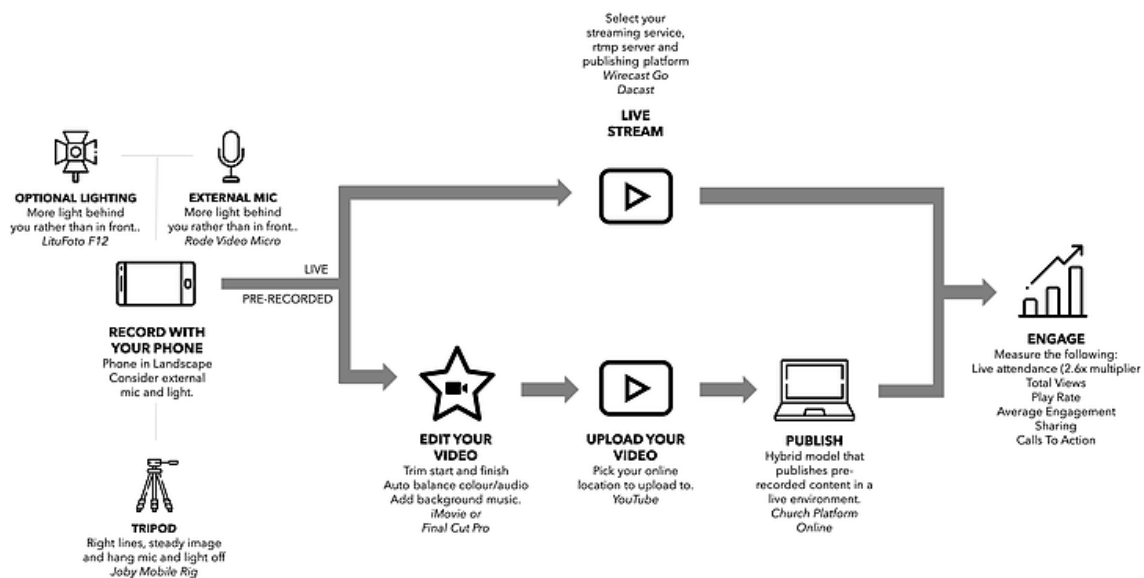 Select your
streaming service,
rtmp server and
publishing platform
Wirecast Go
Dacast
LIVE
STREAM
OPTIONAL LIGHTING
More light behind
you rather than in front..
LituFoto F12
EXTERNAL MIC
More light behind
you rather than in front..
Rode Video Micro
LIVE
PRE-RECORDED
RECORD WITH
YOUR PHONE
Phone in Landscape
Consider external
mic and light.
TRIPOD
Right lines, steady image
and hang mic and light off
Joby Mobile Rig
EDIT YOUR
VIDEO
Trim start and finish
Auto balance colour/audio
Add background music.
iMovie or
Final Cut Pro
UPLOAD YOUR
VIDEO
Pick your online
location to upload to.
YouTube
PUBLISH
Hybrid model that
publishes pre-
recorded content in a
live environment.
Church Platform
Online
ENGAGE
Measure the following:
Live attendance (2.6x multiplier
Total Views
Play Rate
Average Engagement
Sharing
Calls To Action